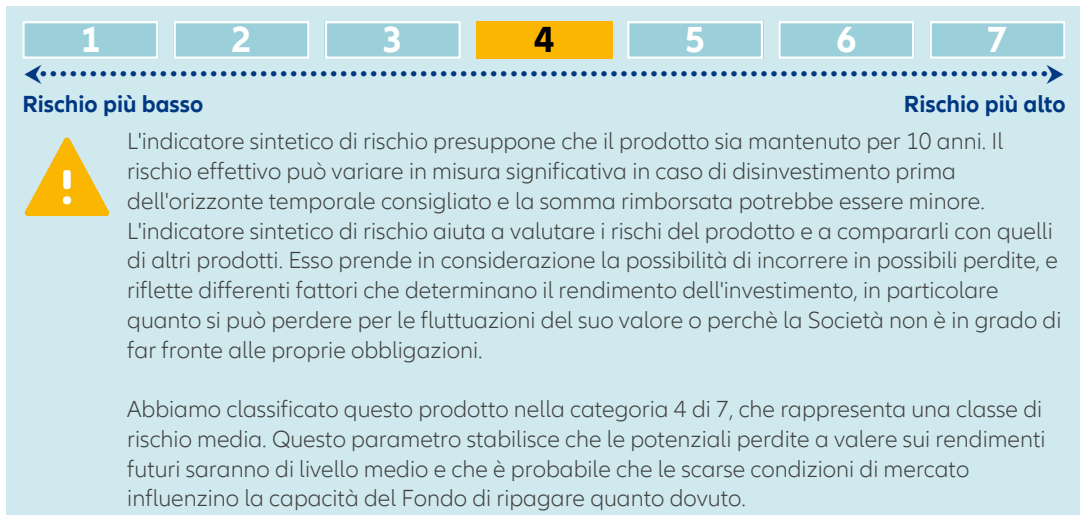 1 2 3 4 5 6 7
Rischio più basso Rischio più alto
L'indicatore sintetico di rischio presuppone che il prodotto sia mantenuto per 10 anni. Il
rischio effettivo può variare in misura significativa in caso di disinvestimento prima
dell'orizzonte temporale consigliato e la somma rimborsata potrebbe essere minore.
L'indicatore sintetico di rischio aiuta a valutare i rischi del prodotto e a compararli con quelli
di altri prodotti. Esso prende in considerazione la possibilità di incorrere in possibili perdite, e
riflette differenti fattori che determinano il rendimento dell'investimento, in particolare
quanto si può perdere per le fluttuazioni del suo valore o perchè la Società non è in grado di
far fronte alle proprie obbligazioni.
Abbiamo classificato questo prodotto nella categoria 4 di 7, che rappresenta una classe di
rischio media. Questo parametro stabilisce che le potenziali perdite a valere sui rendimenti
futuri saranno di livello medio e che è probabile che le scarse condizioni di mercato
influenzino la capacità del Fondo di ripagare quanto dovuto.